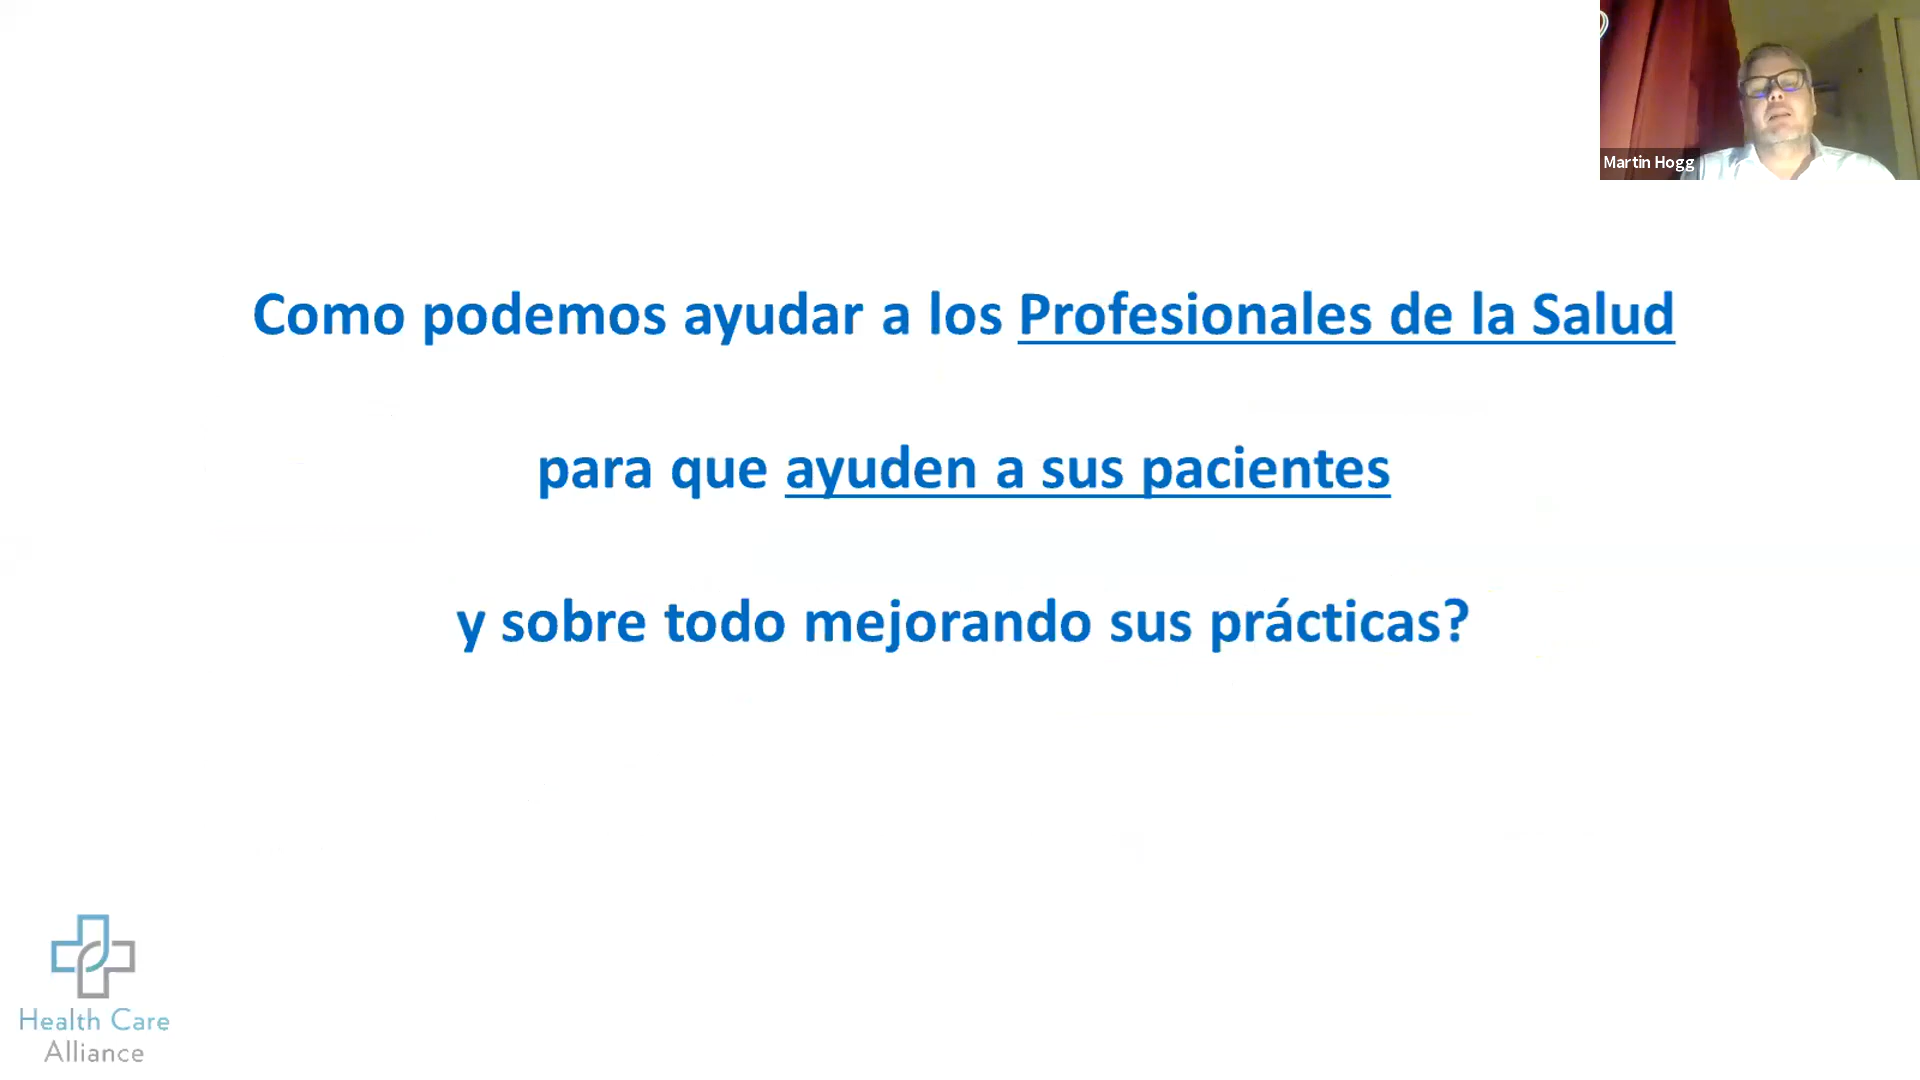 Martin Hogg
Como podemos ayudar a los Profesionales de la Salud
para que ayuden a sus pacientes
y sobre todo mejorando sus prácticas?
Health Care
Alliance